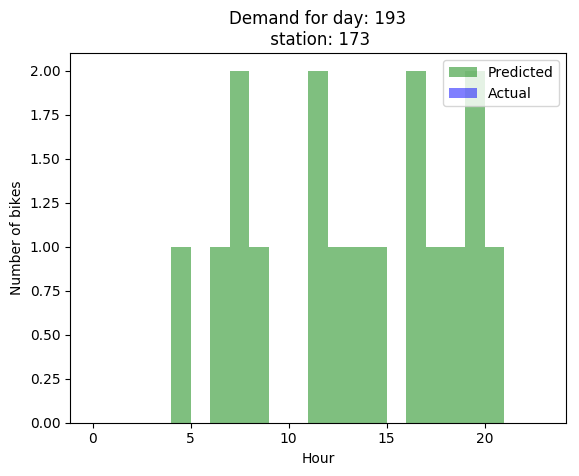 Demand for day: 193
station: 173
Predicted
Actual
2.00
1.75
1.50
1.25
1.00
0.75
0.50
0.25
0.00
Number of bikes
0 5 10 15 20
Hour